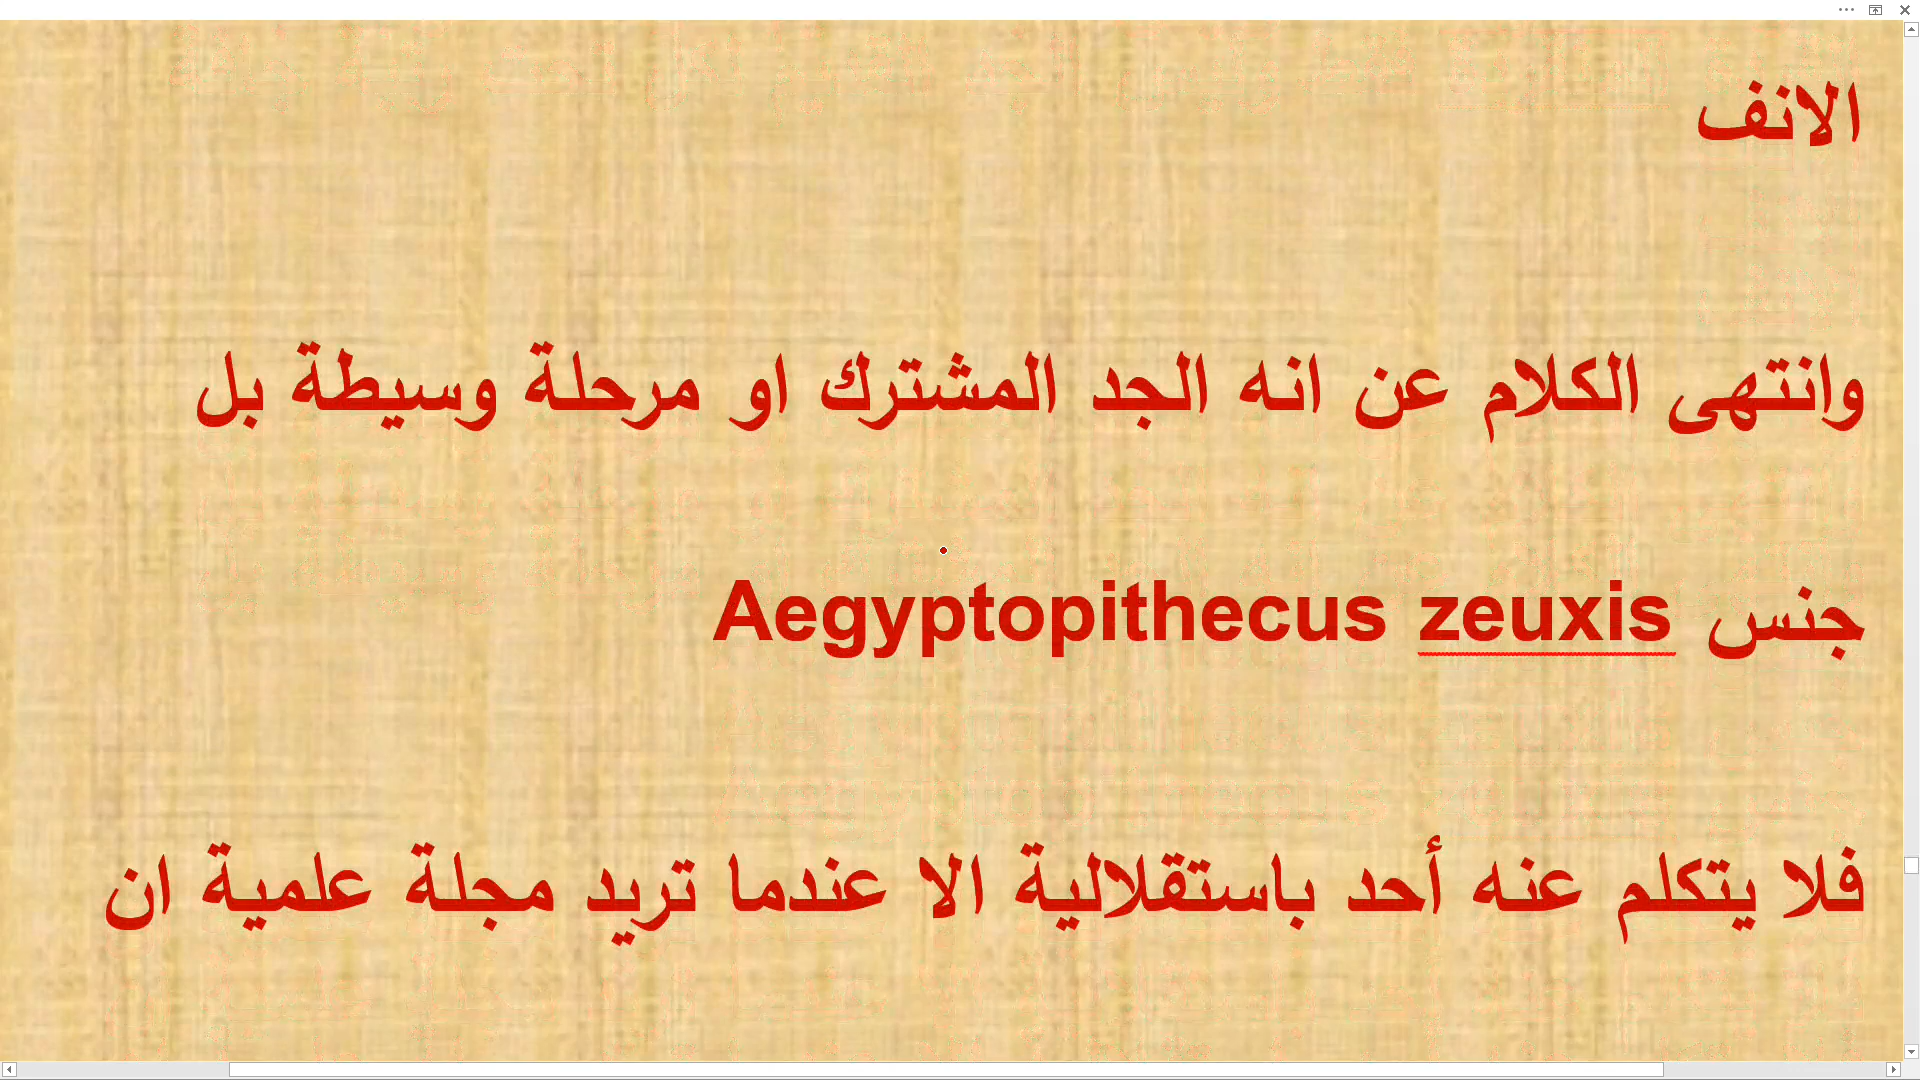 الانف
وانتهى الكلام عن انه الجد المشترك او مرحلة وسيطة بل
جنس Aegyptopithecus zeuxis
فلا يتكلم عنه أحد باستقلالية الا عندما تريد مجلة علمية ان